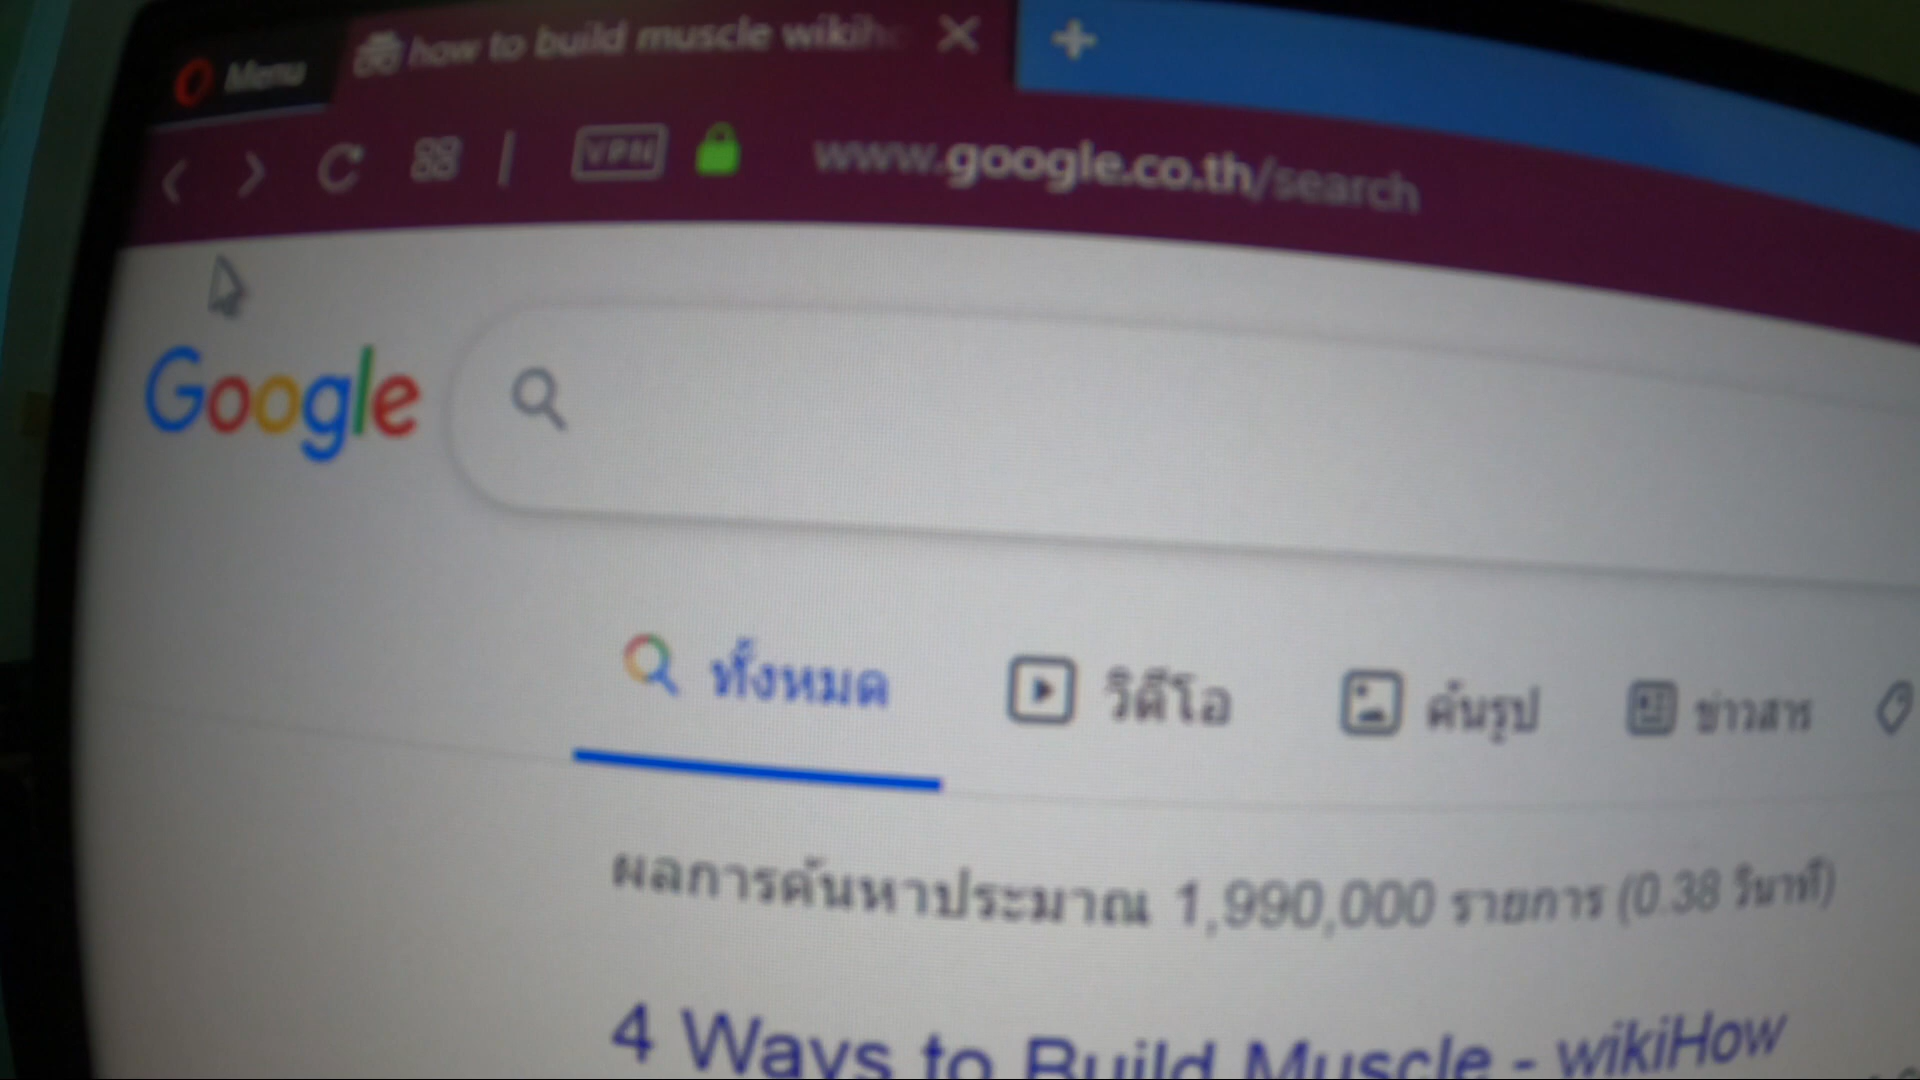 Menu
how to build muscle wikih
VPN
www.google.co.th/search
Google
ทั้งหมด
วิดีโอ
ค้นรูป
ข่าวสาร
ผลการค้นหาประมาณ 1,990,000 รายการ (0.38 วินาที)
4 Ways to Build Muscle - wikiHow